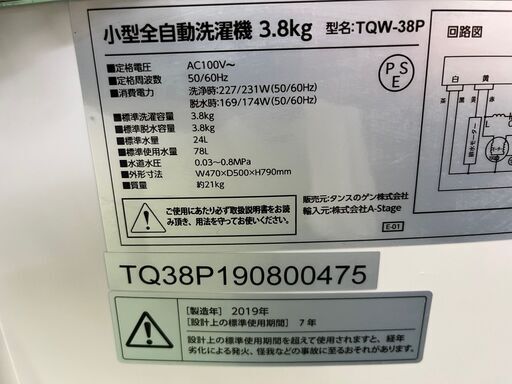 小型全自動洗濯機 3.8kg 型名:TQW-38P
■定格電圧 AC100V~
■定格周波数 50/60Hz
■消費電力 洗浄時:227/231W(50/60Hz)
脱水時:169/174W(50/60Hz)
■標準洗濯容量 3.8kg
■標準脱水容量 3.8kg
■標準水量 24L
■標準使用水量 78L
■水道水圧 0.03~0.8MPa
■外形寸法 W470×D500×H790mm
■質量 約21kg
PSE
ご使用にあたり必ず取扱説明書をお読
み頂き、用法を守ってお使いください。
販売元:タンスのゲン株式会社
輸入元:株式会社A-Stage
E-01
回路図
白 黄
茶 黒 黄 赤
TQ38P190800475
[製造年] 2019年
[設計上の標準使用期間] 7年
設計上の標準使用期間を超えて使用されますと、経年
劣化による発火、怪我などの事故に至るおそれがあります。